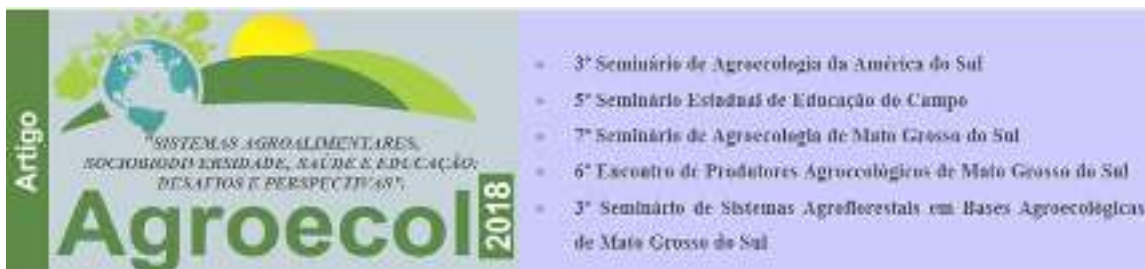 Artigo
"SISTEMAS AGROALIMENTARES,
SOCIOBIODIVERSIDADE, SAÚDE E EDUCAÇÃO:
DESAFIOS E PERSPECTIVAS".
Agroecol 2018
3º Seminário de Agroecologia da América do Sul
5º Seminário Estadual de Educação do Campo
7º Seminário de Agroecologia de Mato Grosso do Sul
6º Encontro de Produtores Agroecológicos de Mato Grosso do Sul
3º Seminário de Sistemas Agroflorestais em Bases Agroecológicas
de Mato Grosso do Sul